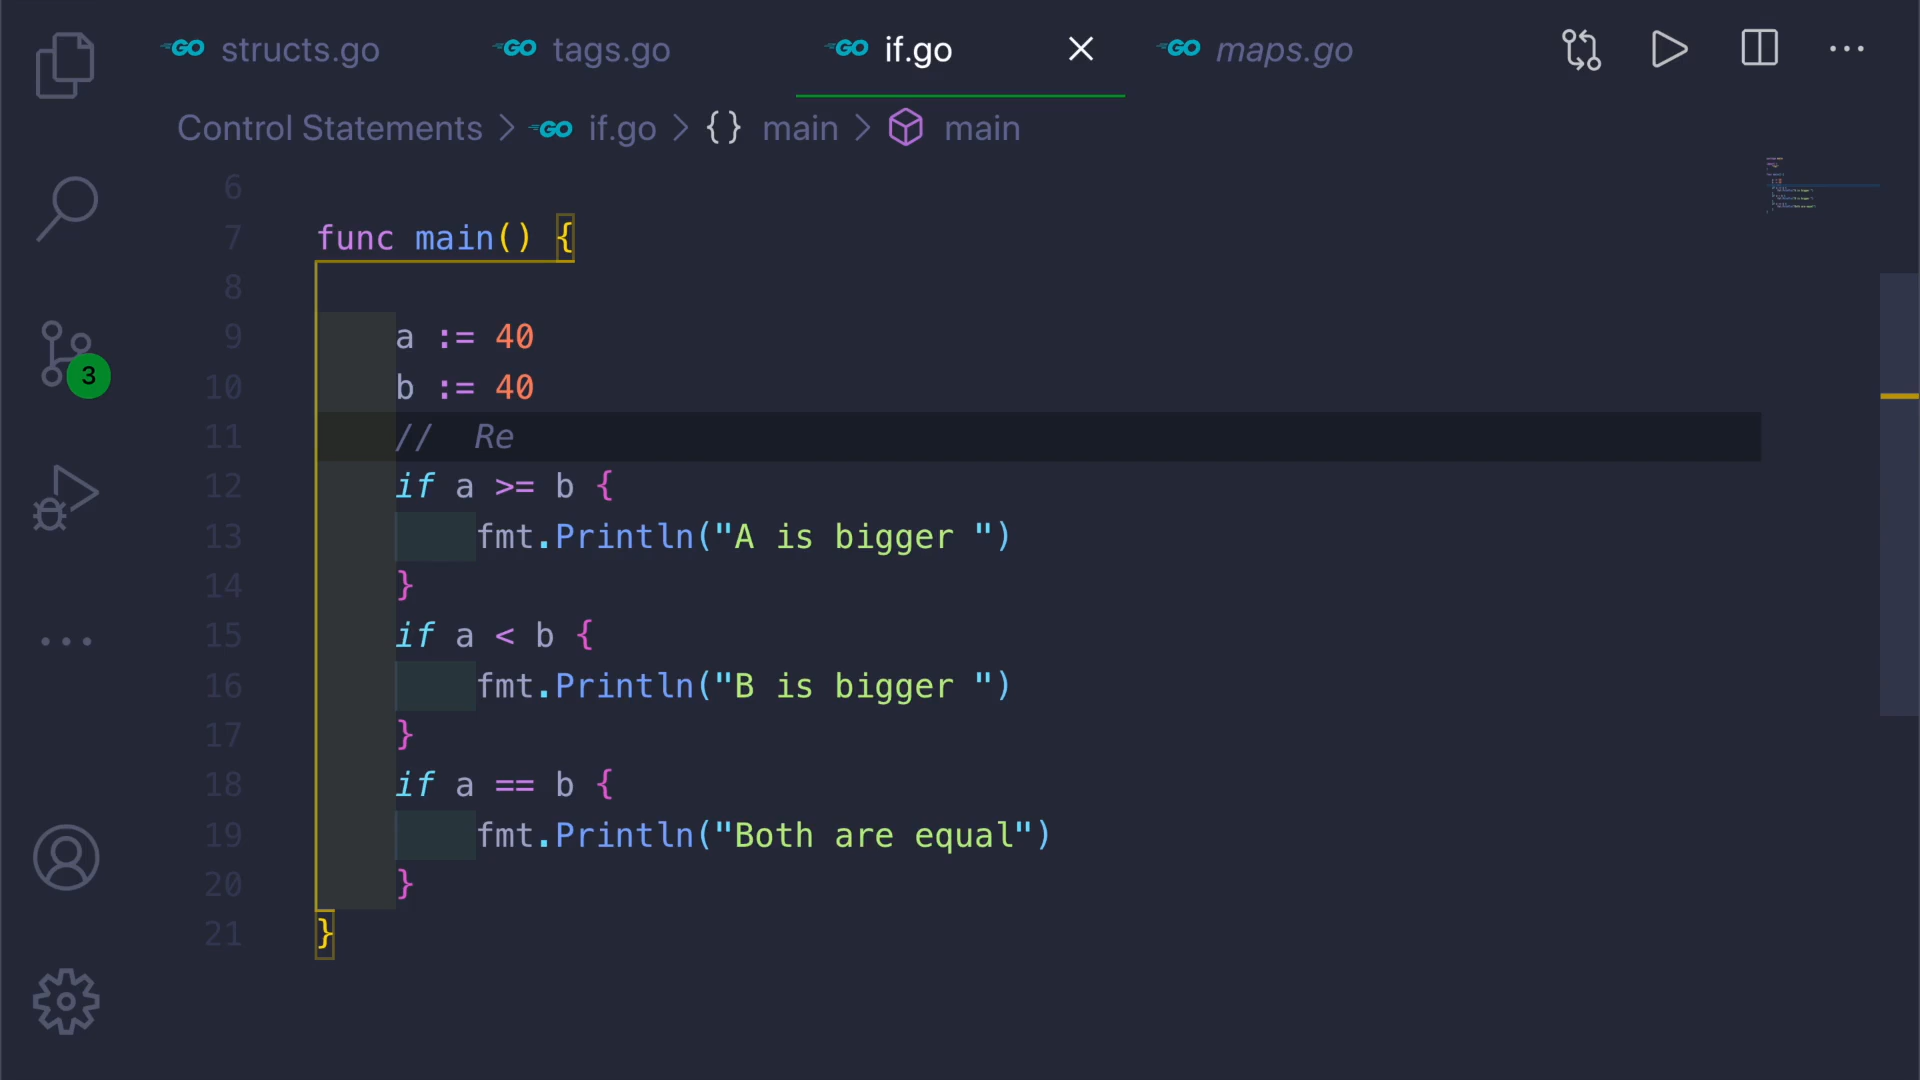 GO structs.go GO tags.go GO if.go GO maps.go
Control Statements > GO if.go > {} main > main
6
7 func main() {
8
9 a := 40
10 b := 40
11 //  Re
12 if a >= b {
13 fmt.Println("A is bigger ")
14 }
15 if a < b {
16 fmt.Println("B is bigger ")
17 }
18 if a == b {
19 fmt.Println("Both are equal")
20 }
21 }
3